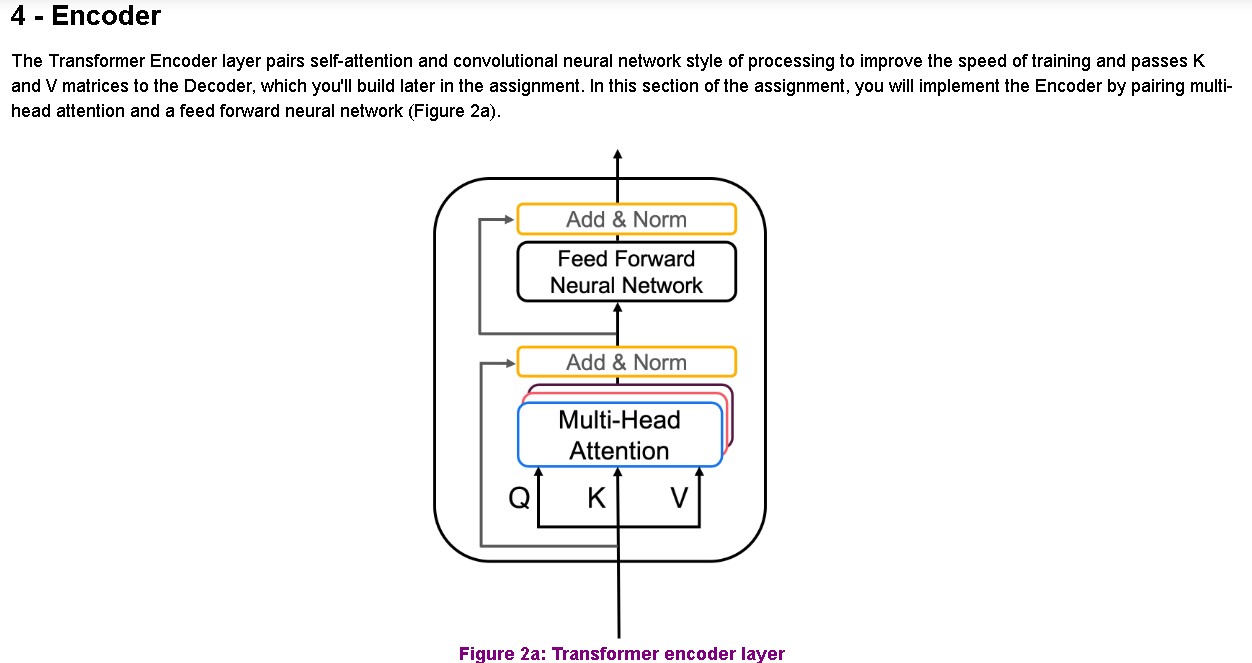 4 - Encoder
The Transformer Encoder layer pairs self-attention and convolutional neural network style of processing to improve the speed of training and passes K
and V matrices to the Decoder, which you'll build later in the assignment. In this section of the assignment, you will implement the Encoder by pairing multi-
head attention and a feed forward neural network (Figure 2a).
Add & Norm
Feed Forward
Neural Network
Add & Norm
Multi-Head
Attention
Q K V
Figure 2a: Transformer encoder layer